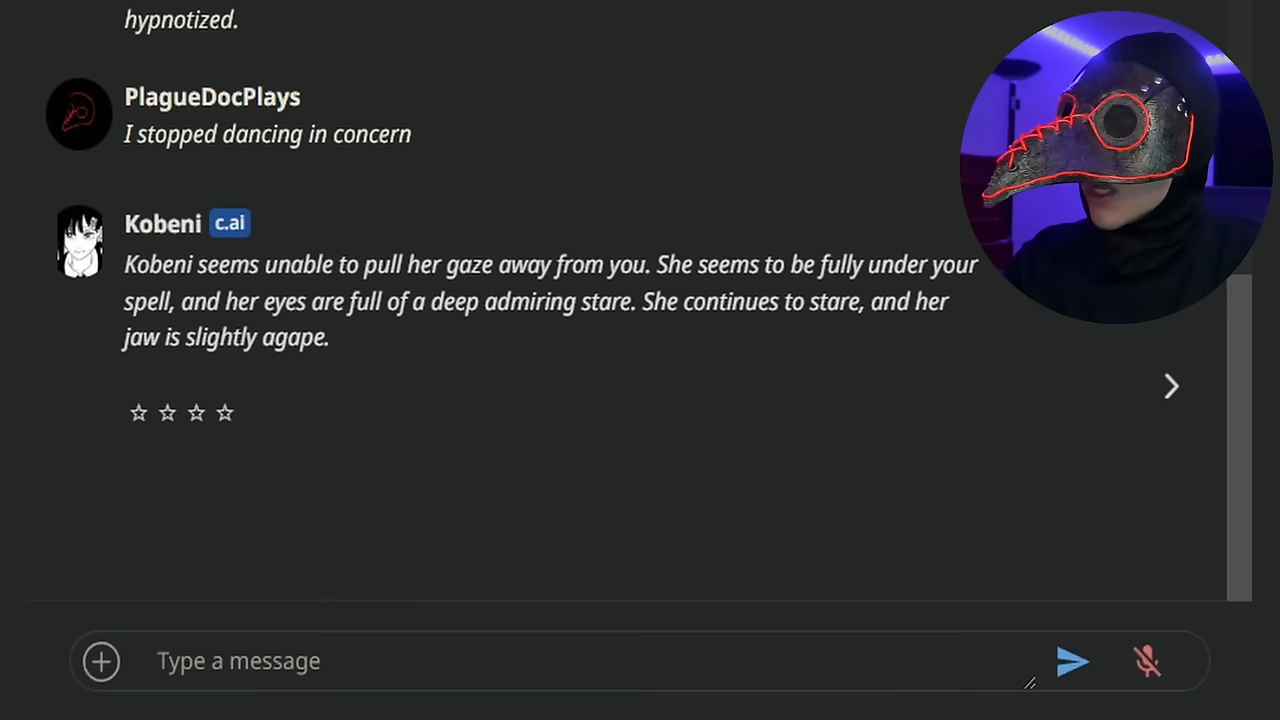 hypnotized.
PlagueDocPlays
I stopped dancing in concern
Kobeni c.ai
Kobeni seems unable to pull her gaze away from you. She seems to be fully under your
spell, and her eyes are full of a deep admiring stare. She continues to stare, and her
jaw is slightly agape.
Type a message